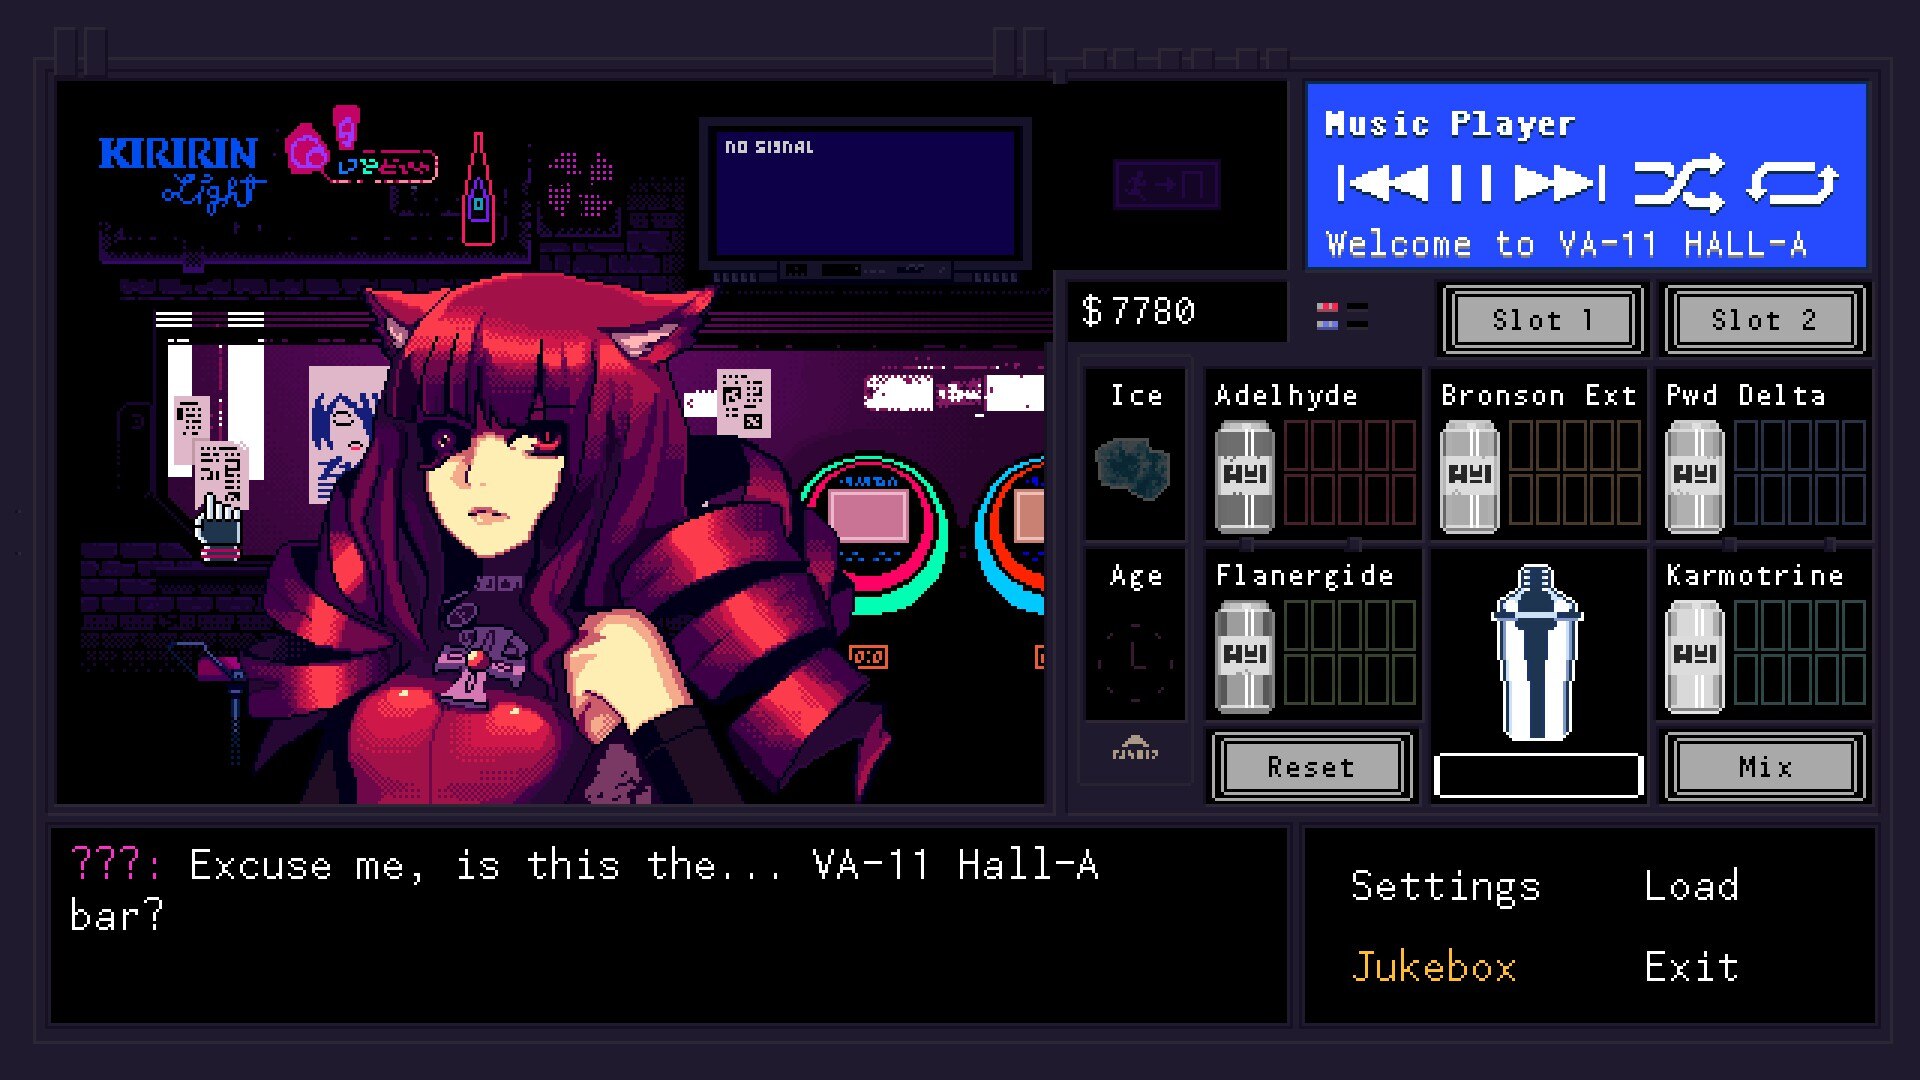 KIRIRIN
Light
NO SIGNAL
Music Player
Welcome to VA-11 HALL-A
$7780
Slot 1
Slot 2
Ice
Adelhyde
Bronson Ext
Pwd Delta
Age
Flanergide
Karmotrine
Reset
Mix
???: Excuse me, is this the... VA-11 Hall-A
bar?
Settings
Load
Jukebox
Exit